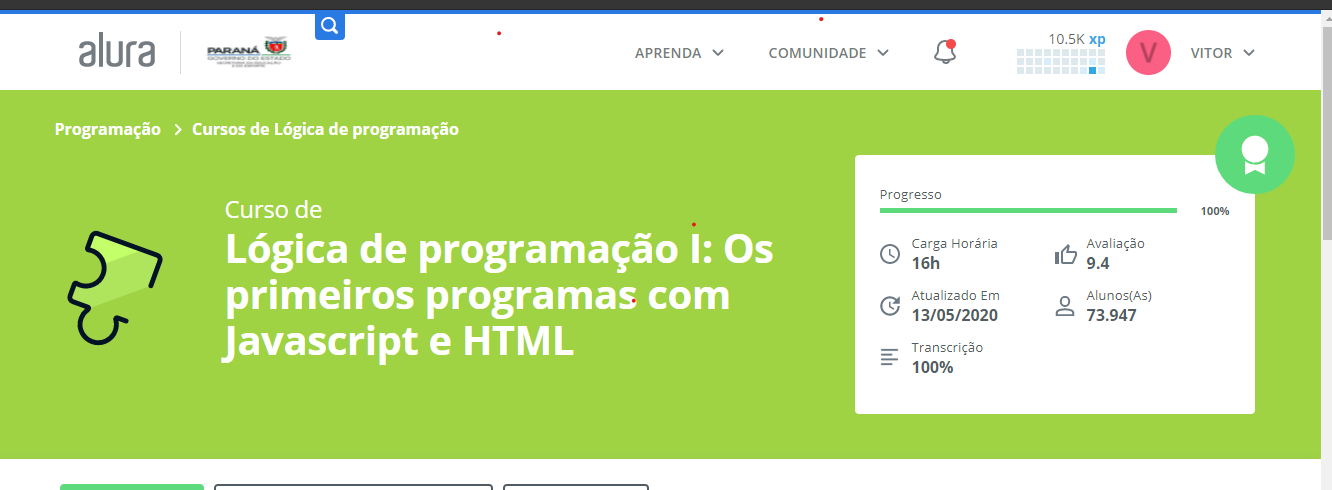 alura
PARANÁ
GOVERNO DO ESTADO
APRENDA
COMUNIDADE
10.5K xp
V
VITOR
Programação
Cursos de Lógica de programação
Curso de
Lógica de programação I: Os
primeiros programas com
Javascript e HTML
Progresso
100%
Carga Horária
16h
Avaliação
9.4
Atualizado Em
13/05/2020
Alunos(As)
73.947
Transcrição
100%